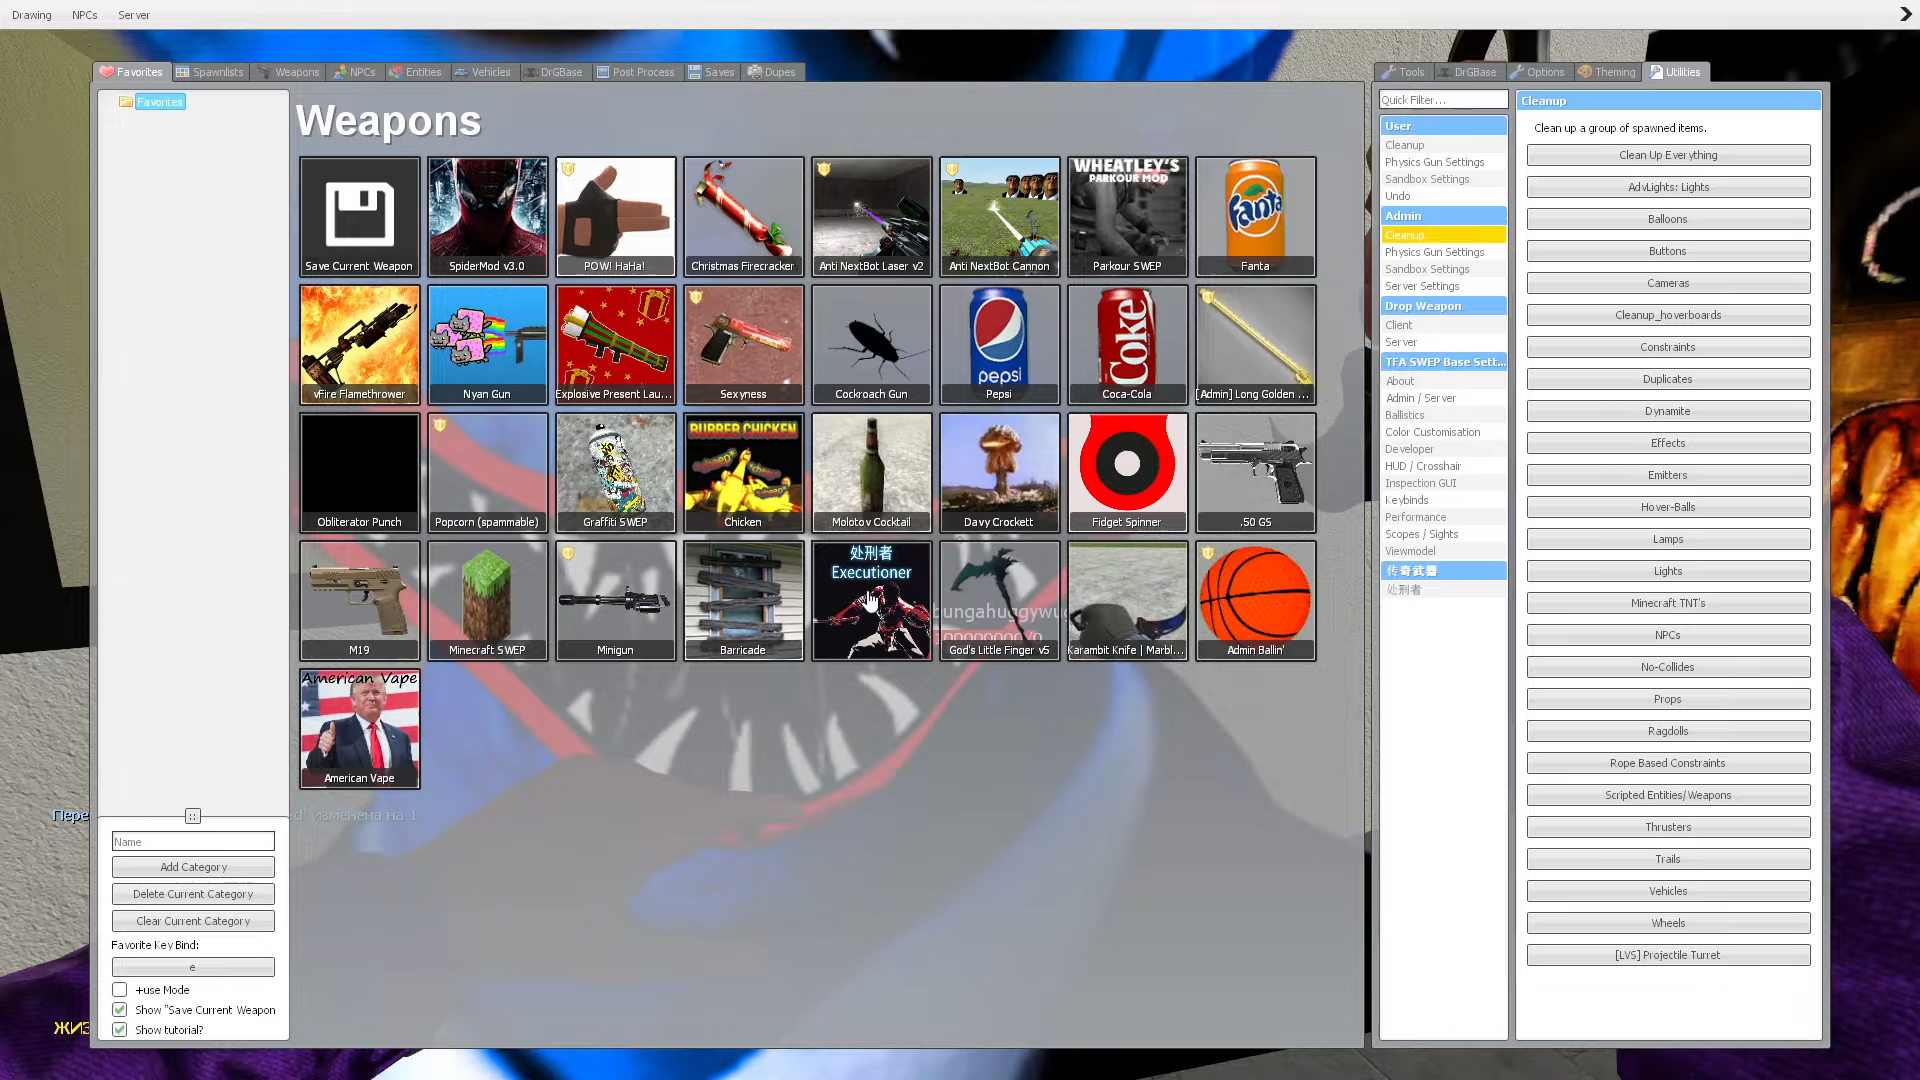 Drawing NPCs Server
Favorites Spawnlists Weapons NPCs Entities Vehicles DrGBase Post Process Saves Dupes
Tools DrGBase Options Theming Utilities
Favorites
Weapons
Save Current Weapon
SpiderMod v3.0
POW! HaHa!
Christmas Firecracker
Anti NextBot Laser v2
Anti NextBot Cannon
WHEATLEY'S
PARKOUR MOD
Parkour SWEP
Fanta
Fanta
vFire Flamethrower
Nyan Gun
Explosive Present Lau...
Sexyness
Cockroach Gun
pepsi
Pepsi
Coke
Coca-Cola
[Admin] Long Golden ...
Obliterator Punch
Popcorn (spammable)
Graffiti SWEP
RUBBER CHICKEN
Chicken
Molotov Cocktail
Davy Crockett
Fidget Spinner
.50 GS
M19
Minecraft SWEP
Minigun
Barricade
处刑者
Executioner
God's Little Finger v5
Karambit Knife | Marbl...
Admin Ballin'
American Vape
American Vape
Пере
d' изменена на 1
Name
Add Category
Delete Current Category
Clear Current Category
Favorite Key Bind:
e
+use Mode
Show "Save Current Weapon
Show tutorial?
ЖИЗ
Quick Filter...
User
Cleanup
Physics Gun Settings
Sandbox Settings
Undo
Admin
Cleanup
Physics Gun Settings
Sandbox Settings
Server Settings
Drop Weapon
Client
Server
TFA SWEP Base Sett...
About
Admin / Server
Ballistics
Color Customisation
Developer
HUD / Crosshair
Inspection GUI
Keybinds
Performance
Scopes / Sights
Viewmodel
传奇武器
处刑者
Cleanup
Clean up a group of spawned items.
Clean Up Everything
AdvLights: Lights
Balloons
Buttons
Cameras
Cleanup_hoverboards
Constraints
Duplicates
Dynamite
Effects
Emitters
Hover-Balls
Lamps
Lights
Minecraft TNT's
NPCs
No-Collides
Props
Ragdolls
Rope Based Constraints
Scripted Entities/Weapons
Thrusters
Trails
Vehicles
Wheels
[LVS] Projectile Turret